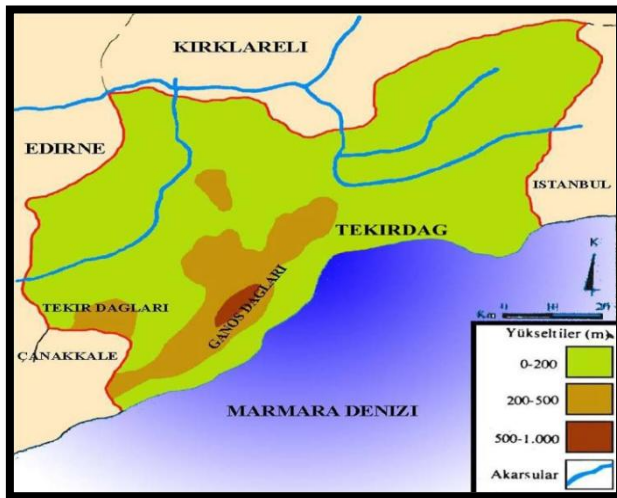 KIRKLARELI
EDIRNE
ISTANBUL
TEKIRDAG
K
TEKIR DAGLARI
GANOS DAGLARI
Km 0 10 20
ÇANAKKALE
MARMARA DENIZI
Yükseltiler (m)
0-200
200-500
500-1.000
Akarsular